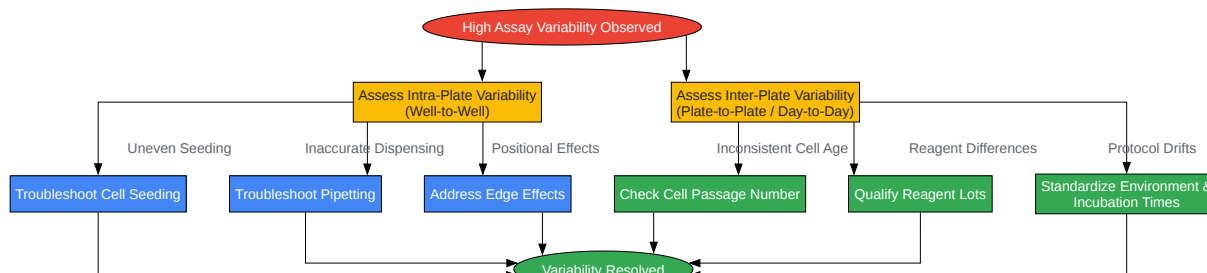 High Assay Variability Observed
Assess Intra-Plate Variability
(Well-to-Well)
Assess Inter-Plate Variability
(Plate-to-Plate / Day-to-Day)
Uneven Seeding
Inaccurate Dispensing
Positional Effects
Inconsistent Cell Age
Reagent Differences
Protocol Drifts
Troubleshoot Cell Seeding
Troubleshoot Pipetting
Address Edge Effects
Check Cell Passage Number
Qualify Reagent Lots
Standardize Environment &
Incubation Times
Variability Resolved